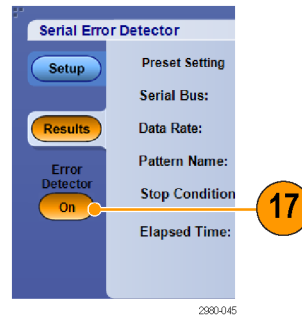 Serial Error Detector
Setup
Preset Setting
Serial Bus:
Results
Data Rate:
Pattern Name:
Error
Detector
On
Stop Condition
Elapsed Time:
17
2980-045